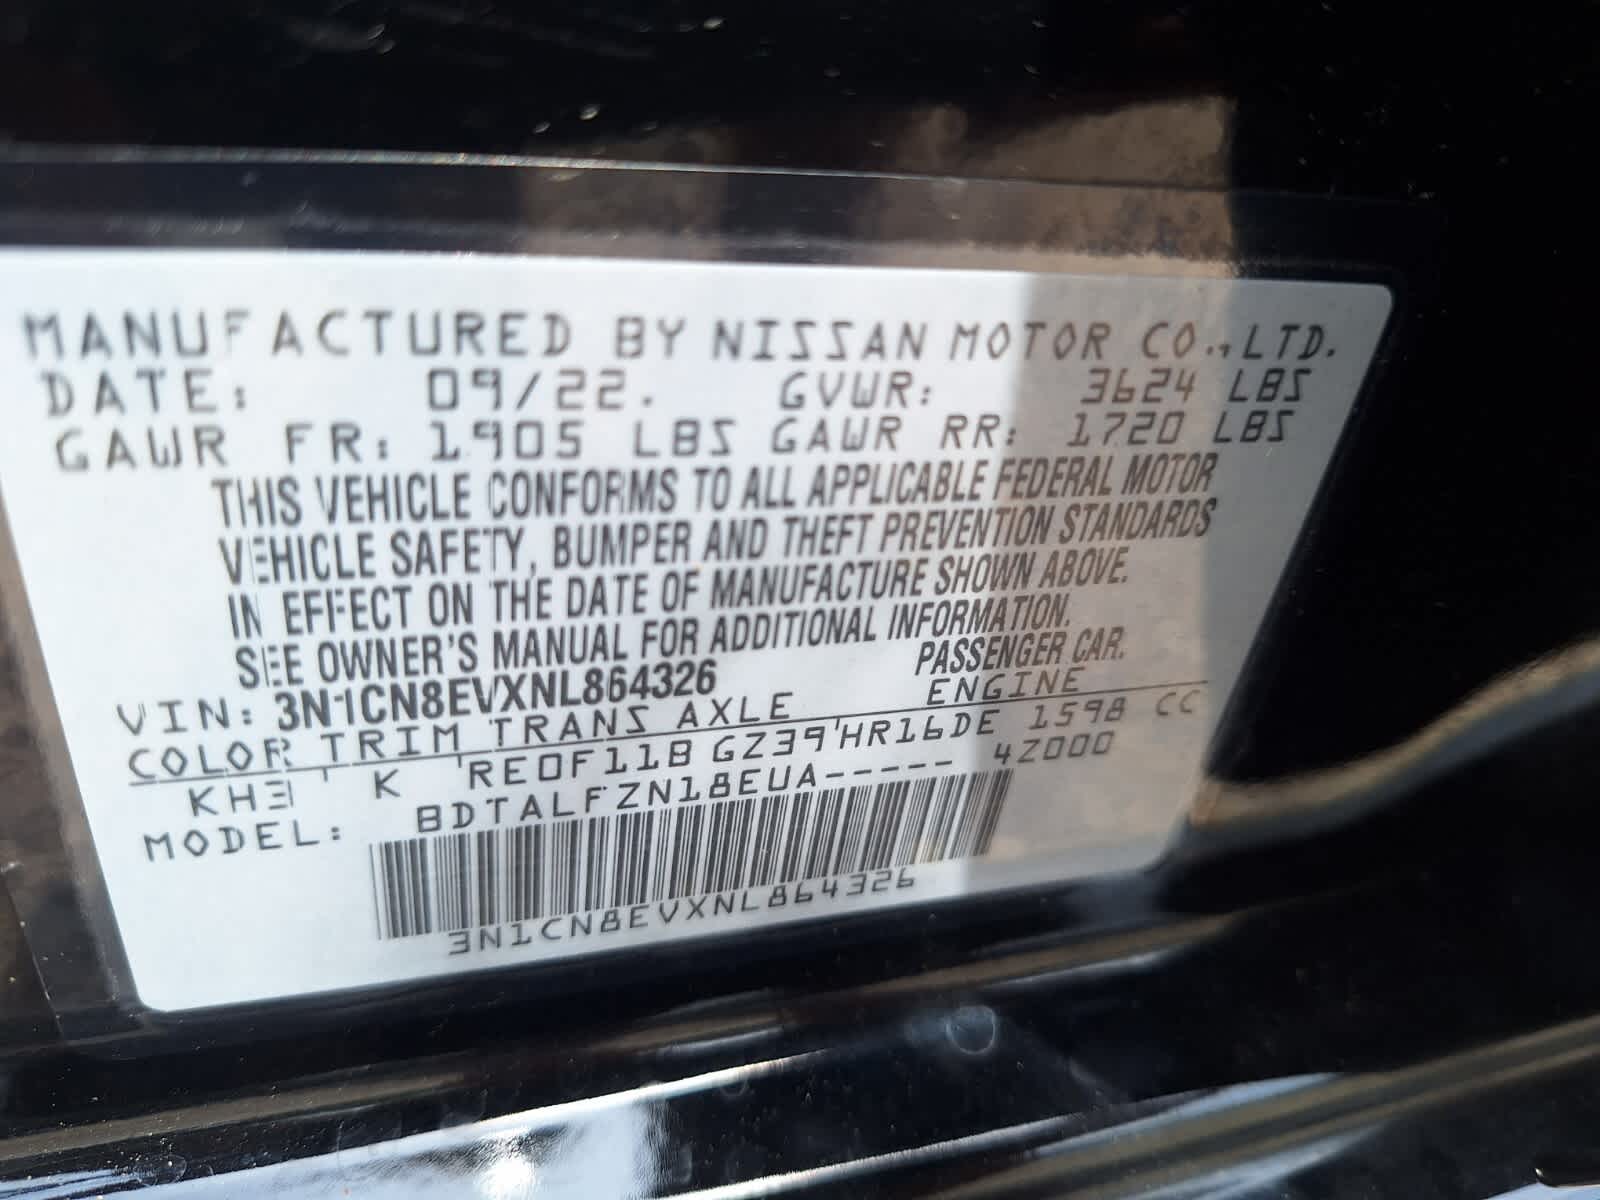 MANUFACTURED BY NISSAN MOTOR CO., LTD.
DATE: 09/22. GVWR: 3624 LBS
GAWR FR: 1905 LBS GAWR RR: 1720 LBS
THIS VEHICLE CONFORMS TO ALL APPLICABLE FEDERAL MOTOR
VEHICLE SAFETY, BUMPER AND THEFT PREVENTION STANDARDS
IN EFFECT ON THE DATE OF MANUFACTURE SHOWN ABOVE.
SEE OWNER'S MANUAL FOR ADDITIONAL INFORMATION.
VIN: 3N1CN8EVXNL864326 PASSENGER CAR.
COLOR TRIM TRANS AXLE ENGINE
KH3 K RE0F11B GZ39 HR16DE 1598 CC
MODEL: BDTALFZN18EUA----- 4Z000
3N1CN8EVXNL864326